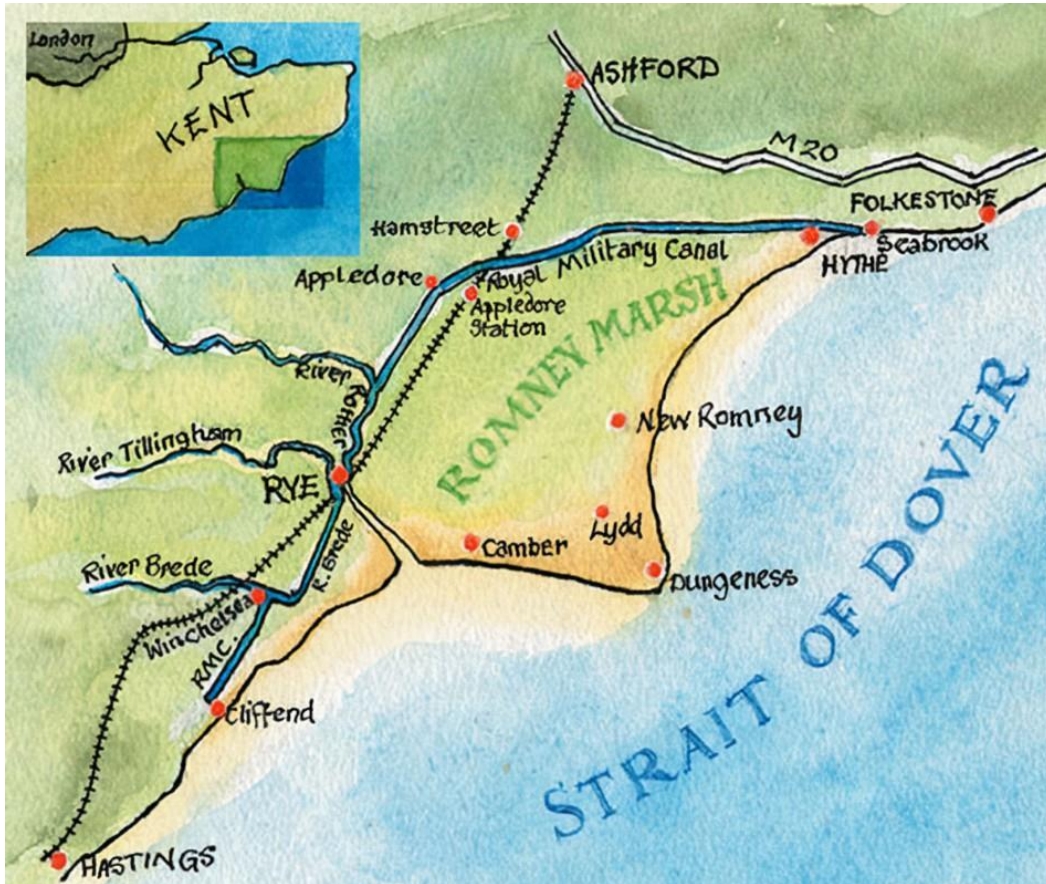 London
KENT
ASHFORD
M20
Hamstreet
FOLKESTONE
Seabrook
HYTHE
Royal Military Canal
Appledore
Appledore
Station
ROMNEY MARSH
River Rother
New Romney
River Tillingham
RYE
Lydd
Camber
R. Brede
River Brede
Dungeness
Winchelsea
RMC.
Cliffend
STRAIT OF DOVER
HASTINGS